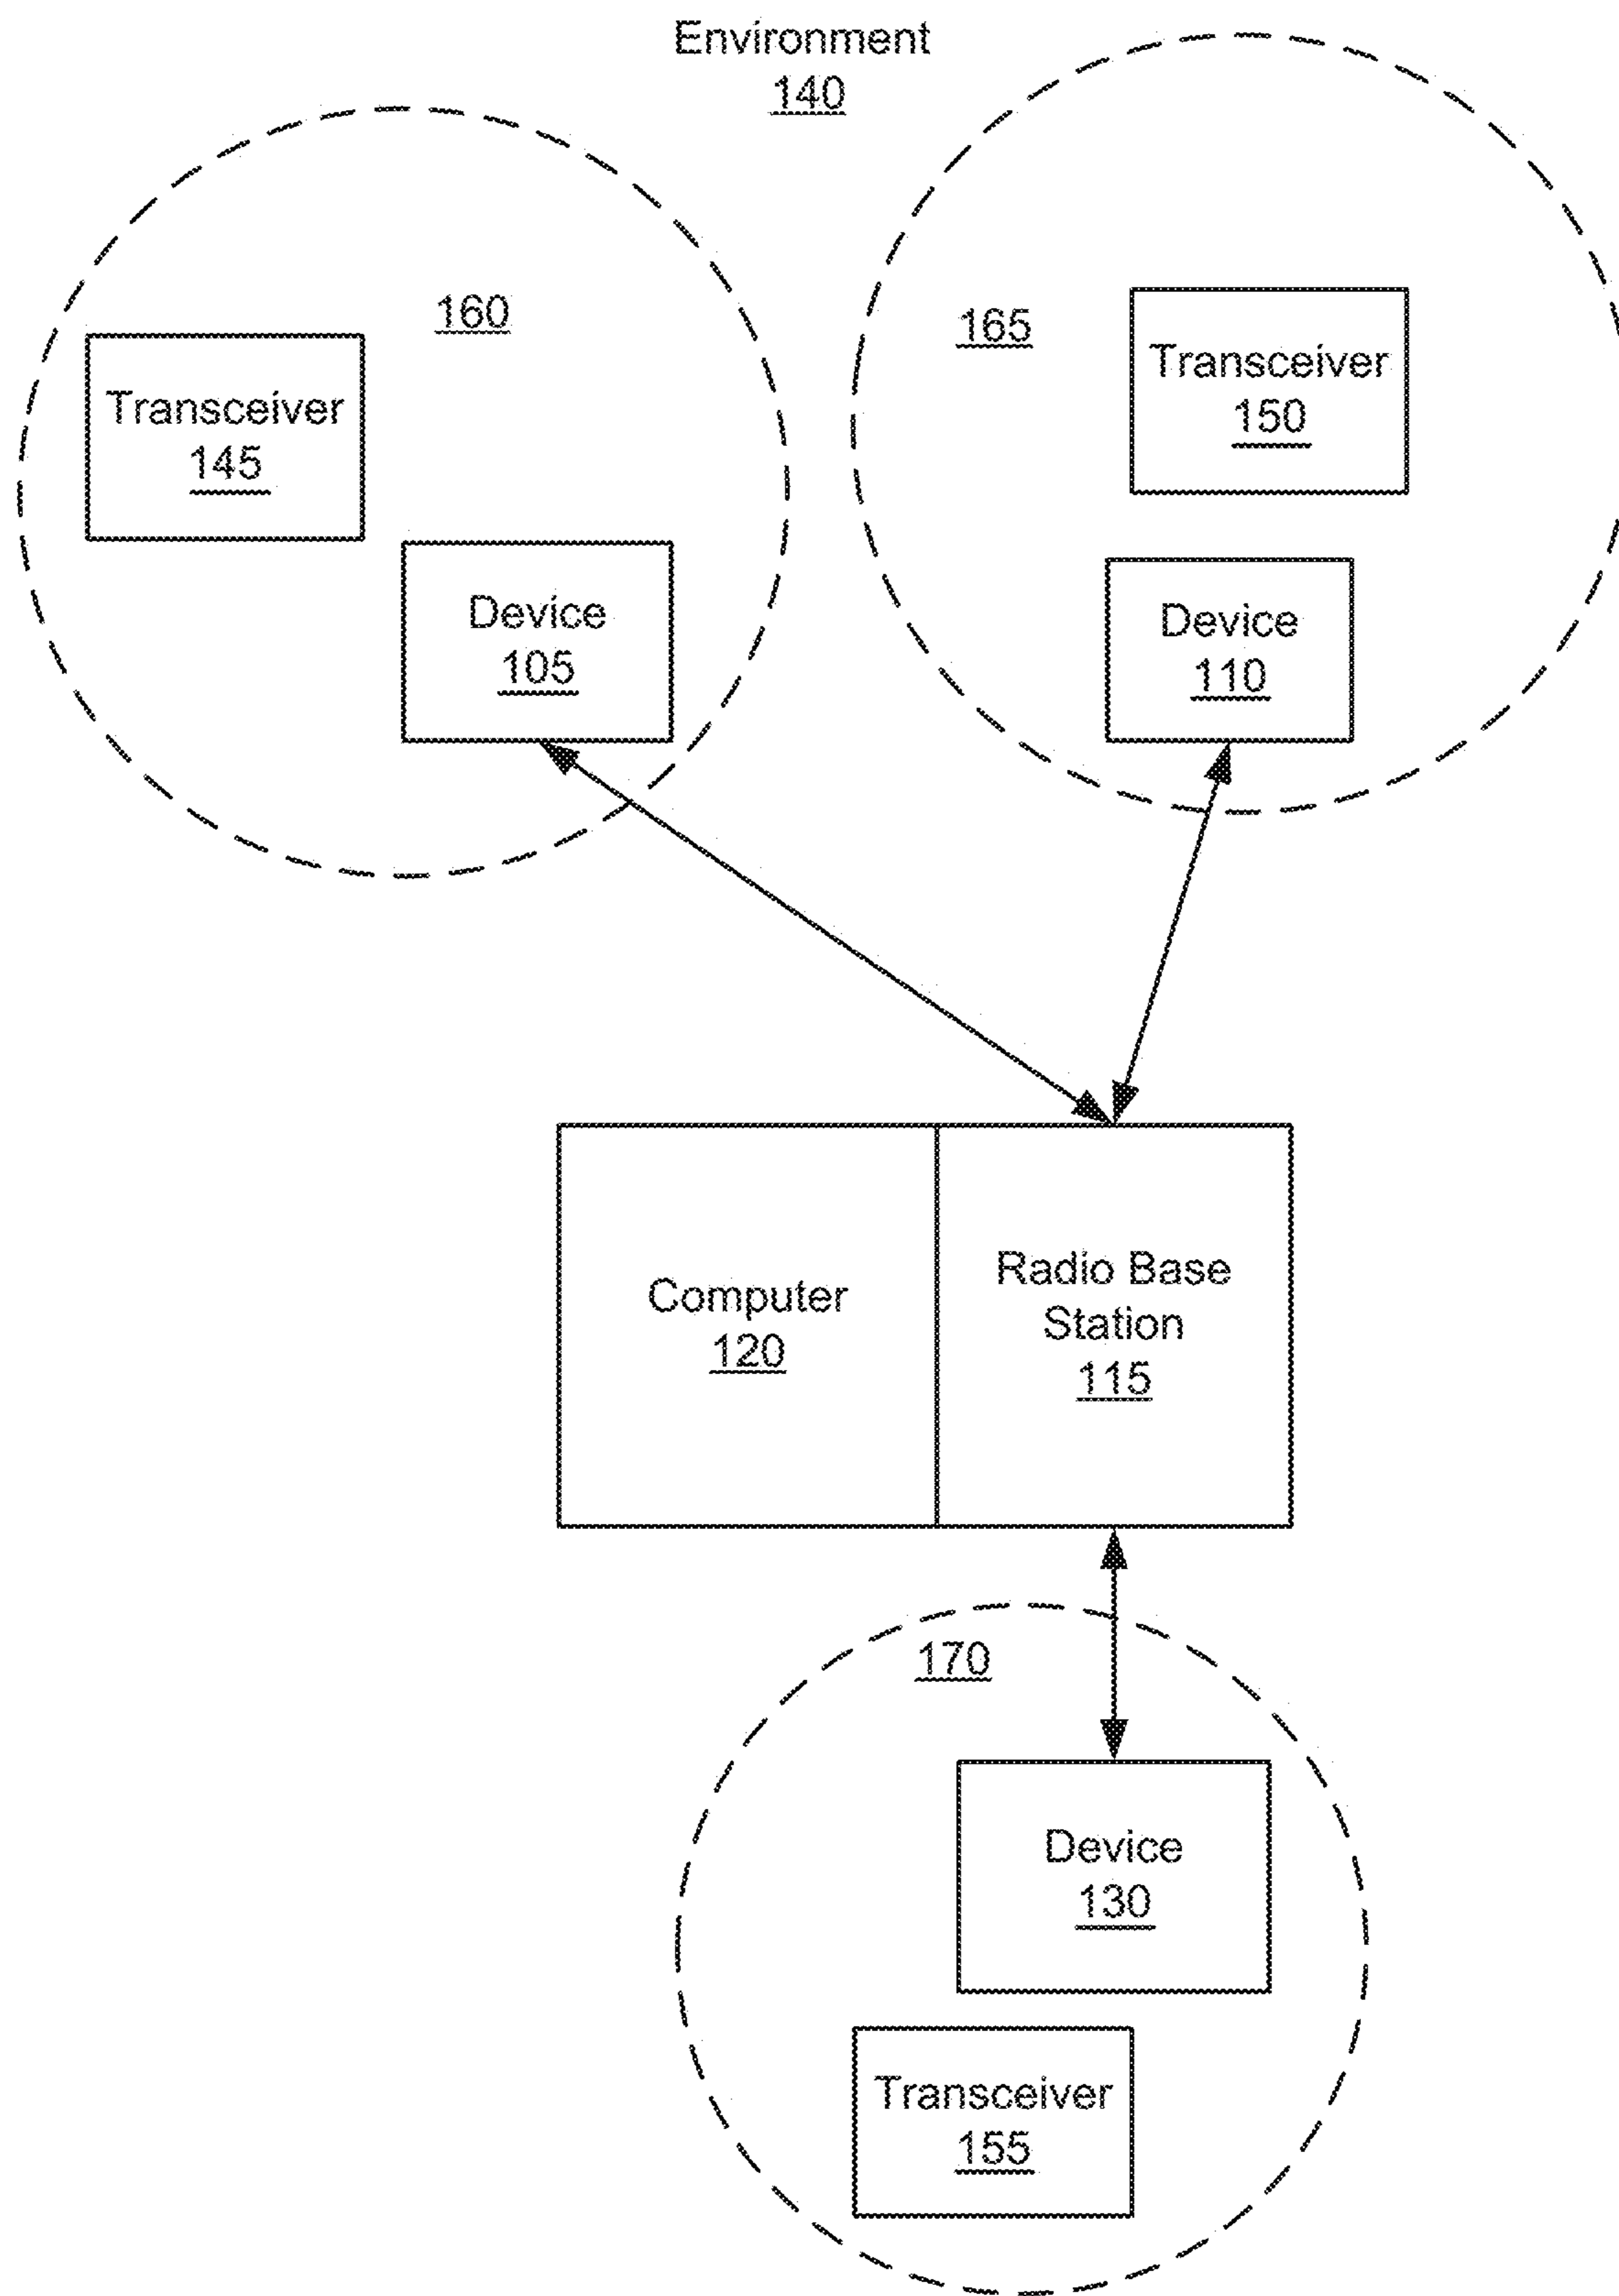 Environment
140
160
Transceiver
145
Device
105
165
Transceiver
150
Device
110
Computer
120
Radio Base
Station
115
170
Device
130
Transceiver
155